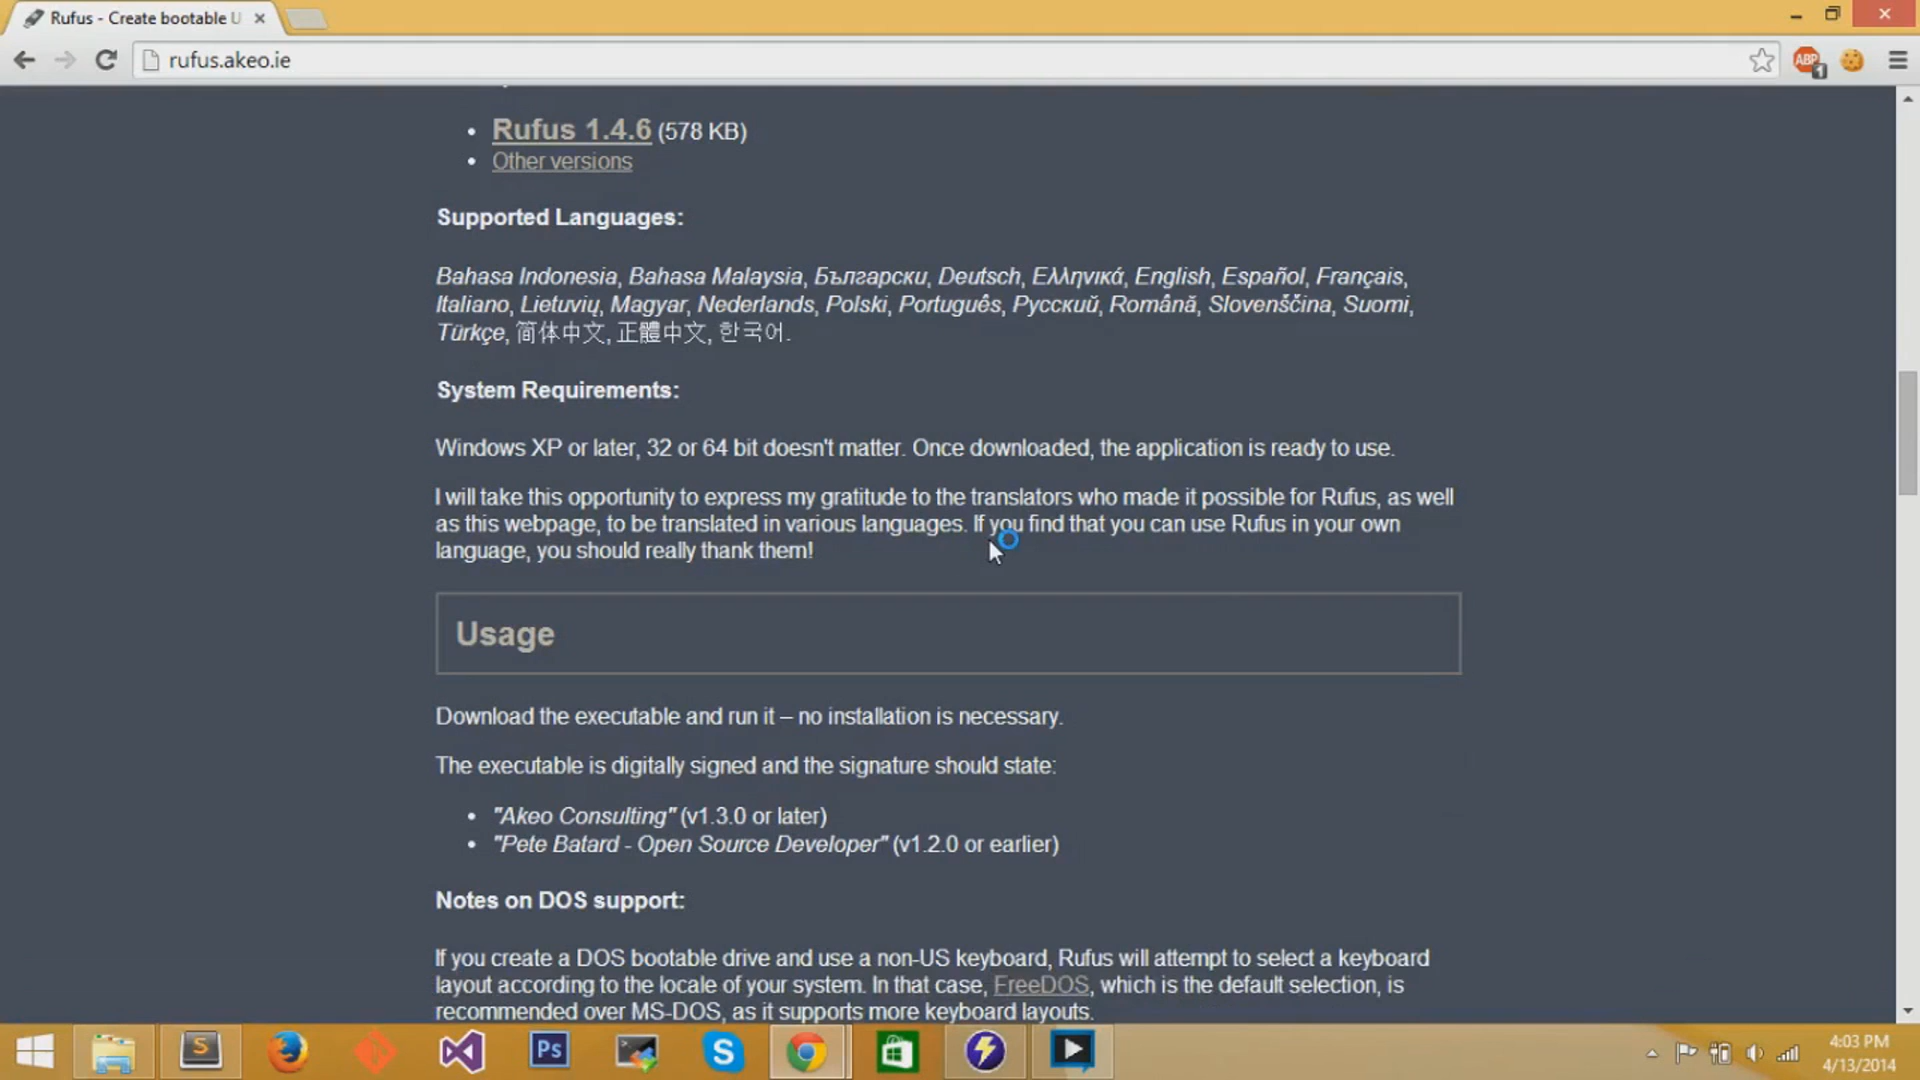 Rufus - Create bootable U
rufus.akeo.ie
ABP
1
Rufus 1.4.6 (578 KB)
Other versions
Supported Languages:
Bahasa Indonesia, Bahasa Malaysia, Български, Deutsch, Ελληνικά, English, Español, Français,
Italiano, Lietuvių, Magyar, Nederlands, Polski, Português, Русский, Română, Slovenščina, Suomi,
Türkçe, 简体中文, 正體中文, 한국어.
System Requirements:
Windows XP or later, 32 or 64 bit doesn't matter. Once downloaded, the application is ready to use.
I will take this opportunity to express my gratitude to the translators who made it possible for Rufus, as well
as this webpage, to be translated in various languages. If you find that you can use Rufus in your own
language, you should really thank them!
Usage
Download the executable and run it – no installation is necessary.
The executable is digitally signed and the signature should state:
"Akeo Consulting" (v1.3.0 or later)
"Pete Batard - Open Source Developer" (v1.2.0 or earlier)
Notes on DOS support:
If you create a DOS bootable drive and use a non-US keyboard, Rufus will attempt to select a keyboard
layout according to the locale of your system. In that case, FreeDOS, which is the default selection, is
recommended over MS-DOS, as it supports more keyboard layouts.
S
Ps
S
4:03 PM
4/13/2014